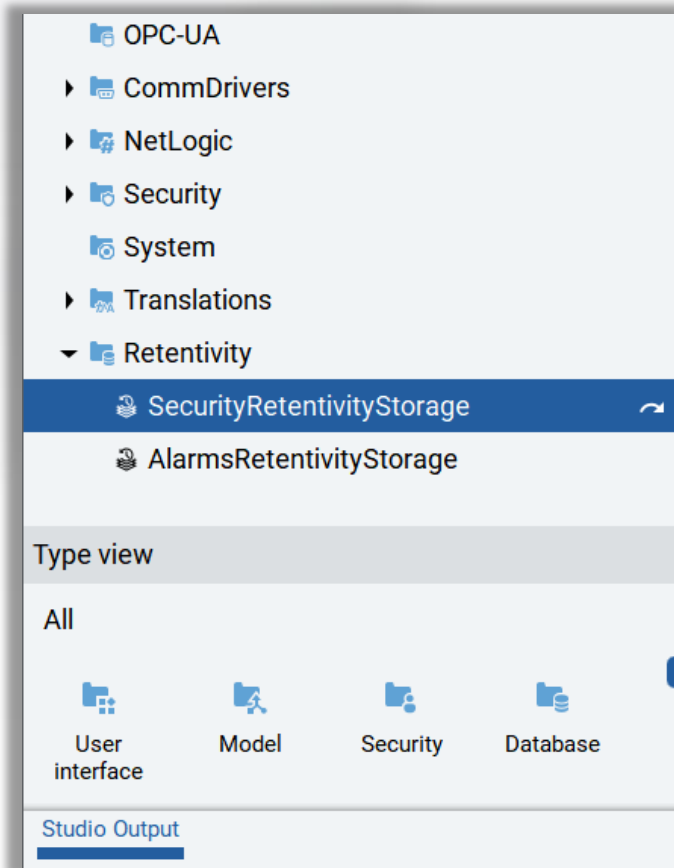 OPC-UA
CommDrivers
NetLogic
Security
System
Translations
Retentivity
SecurityRetentivityStorage
AlarmsRetentivityStorage
Type view
All
User
interface
Model
Security
Database
Studio Output